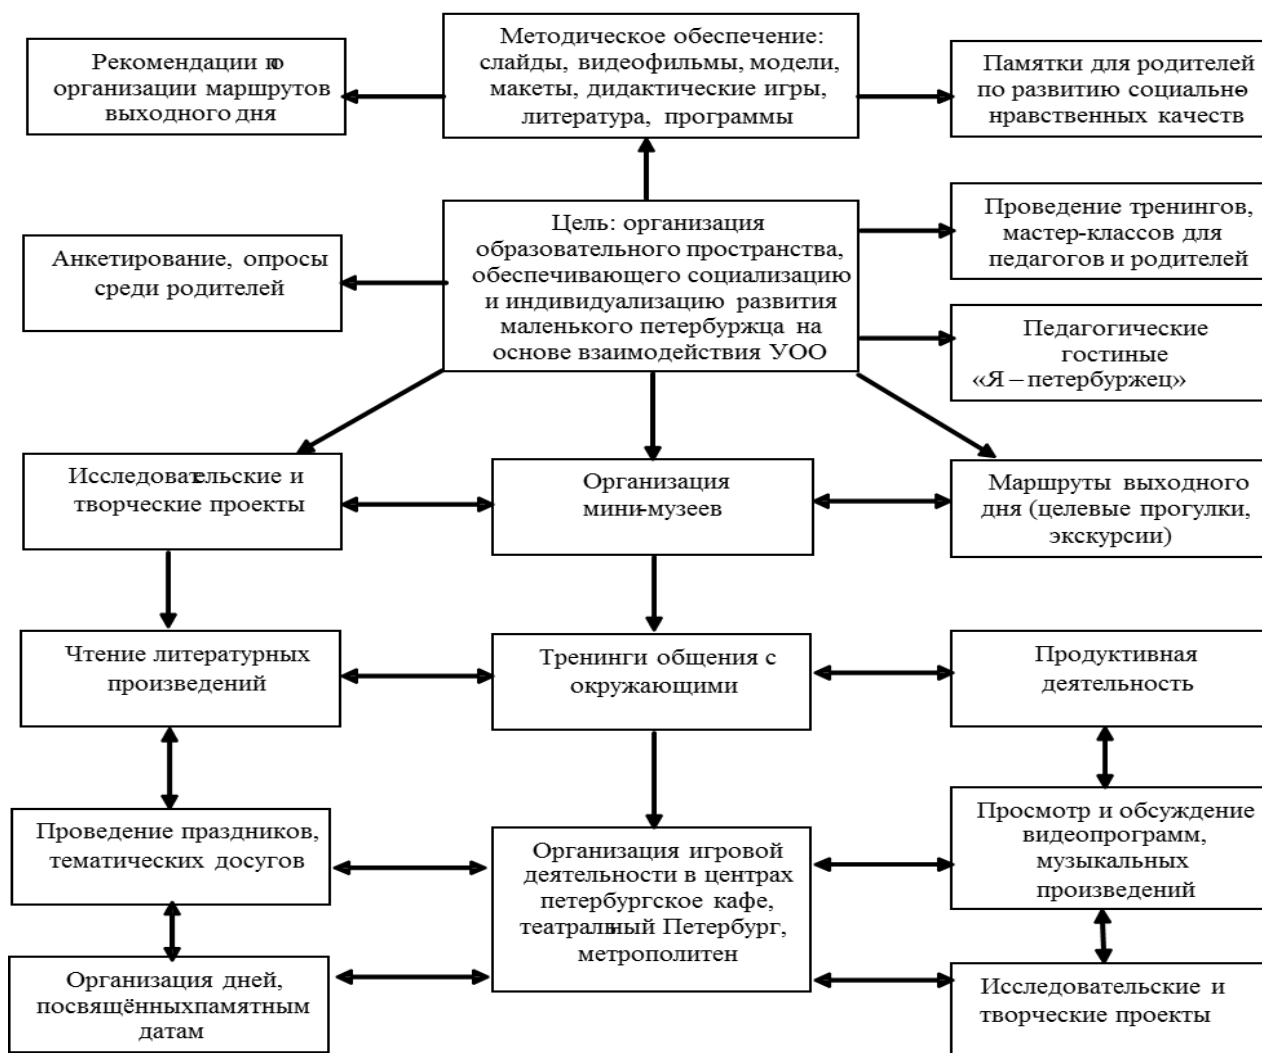 Методическое обеспечение:
слайды, видеофильмы, модели,
макеты, дидактические игры,
литература, программы
Рекомендации по
организации маршрутов
выходного дня
Памятки для родителей
по развитию социально-
нравственных качеств
Цель: организация
образовательного пространства,
обеспечивающего социализацию
и индивидуализацию развития
маленького петербуржца на
основе взаимодействия УОО
Анкетирование, опросы
среди родителей
Проведение тренингов,
мастер-классов для
педагогов и родителей
Педагогические
гостиные
«Я – петербуржец»
Исследовательские и
творческие проекты
Организация
мини-музеев
Маршруты выходного
дня (целевые прогулки,
экскурсии)
Чтение литературных
произведений
Тренинги общения с
окружающими
Продуктивная
деятельность
Проведение праздников,
тематических досугов
Организация игровой
деятельности в центрах
петербургское кафе,
театральный Петербург,
метрополитен
Просмотр и обсуждение
видеопрограмм,
музыкальных
произведений
Организация дней,
посвящённыхпамятным
датам
Исследовательские и
творческие проекты